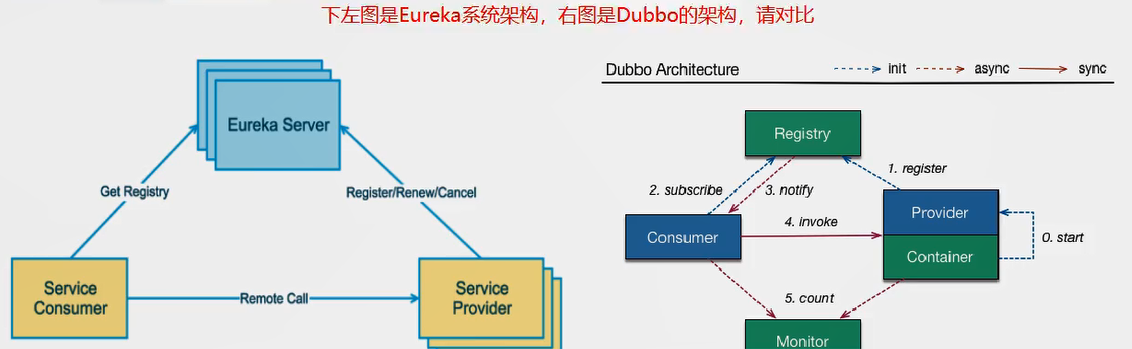 下左图是Eureka系统架构，右图是Dubbo的架构，请对比
Eureka Server
Get Registry
Register/Renew/Cancel
Service
Consumer
Remote Call
Service
Provider
Dubbo Architecture
init
async
sync
Registry
1. register
2. subscribe
3. notify
Provider
4. invoke
Consumer
0. start
Container
5. count
Monitor